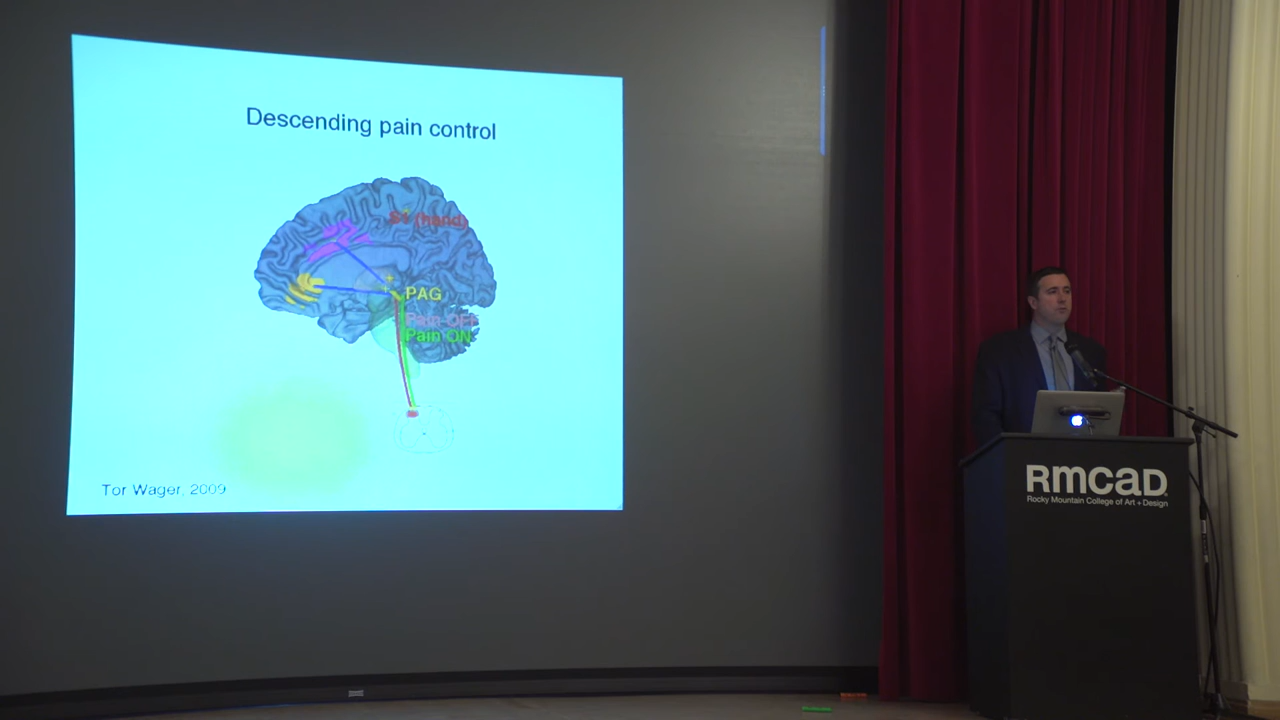 Descending pain control
S1 (hand)
PAG
Pain OFF
Pain ON
Tor Wager, 2009
RMCAD
Rocky Mountain College of Art + Design